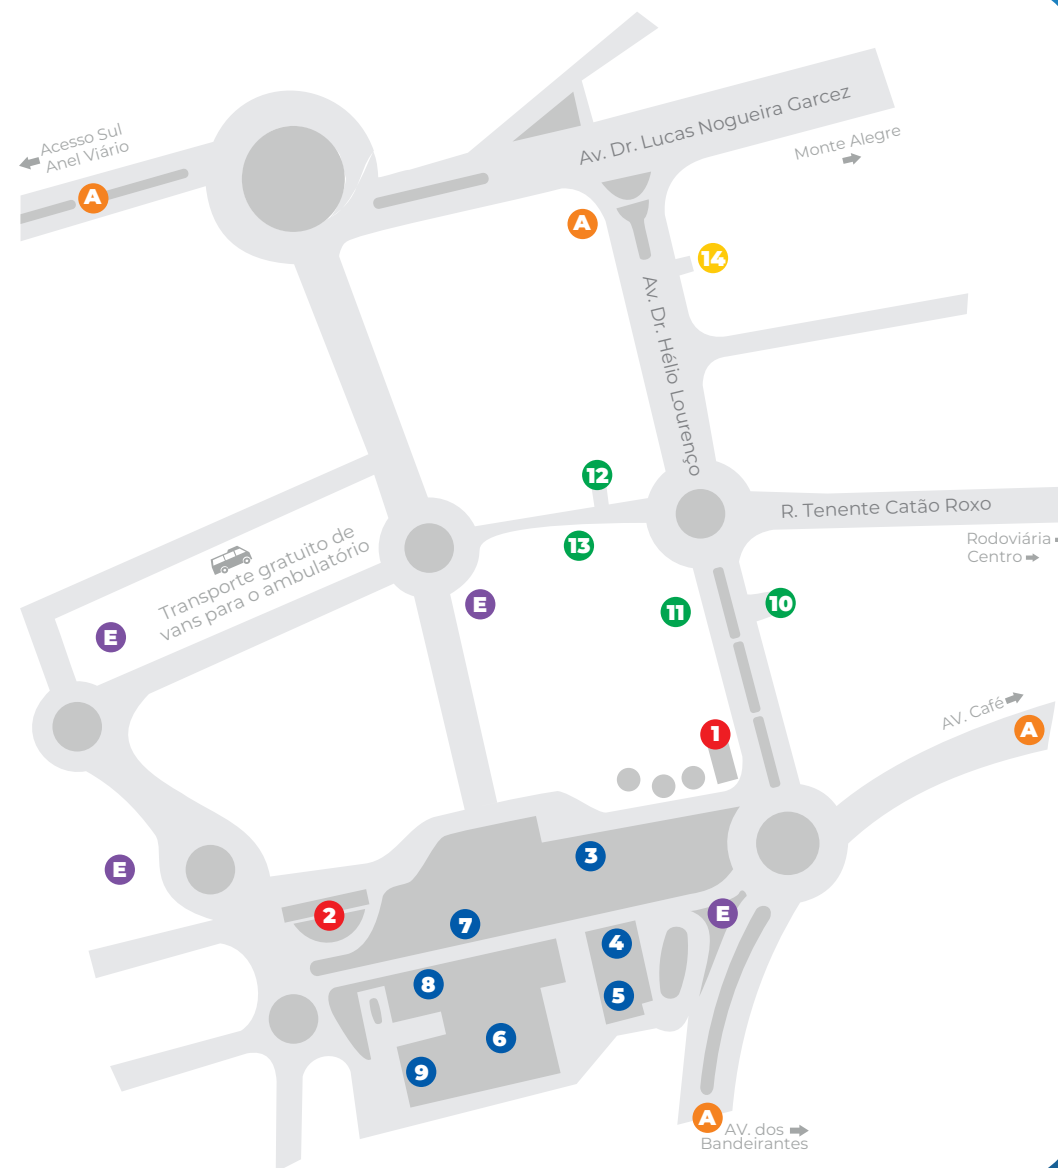 Av. Dr. Lucas Nogueira Garcez
Acesso Sul
Anel Viário
Monte Alegre
A
A
14
Av. Dr. Hélio Lourenço
12
R. Tenente Catão Roxo
13
Rodoviária
Centro
Transporte gratuito de
vans para o ambulatório
E
E
11
10
AV. Café
A
1
3
E
2
7
E
4
8
5
6
9
A
AV. dos
Bandeirantes